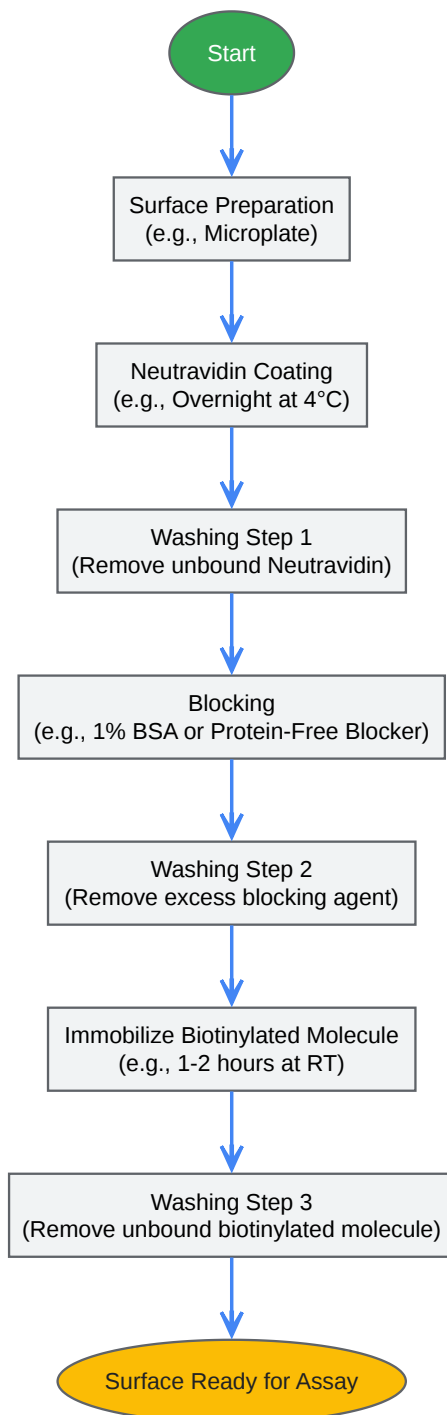 Start
Surface Preparation
(e.g., Microplate)
Neutravidin Coating
(e.g., Overnight at 4°C)
Washing Step 1
(Remove unbound Neutravidin)
Blocking
(e.g., 1% BSA or Protein-Free Blocker)
Washing Step 2
(Remove excess blocking agent)
Immobilize Biotinylated Molecule
(e.g., 1-2 hours at RT)
Washing Step 3
(Remove unbound biotinylated molecule)
Surface Ready for Assay